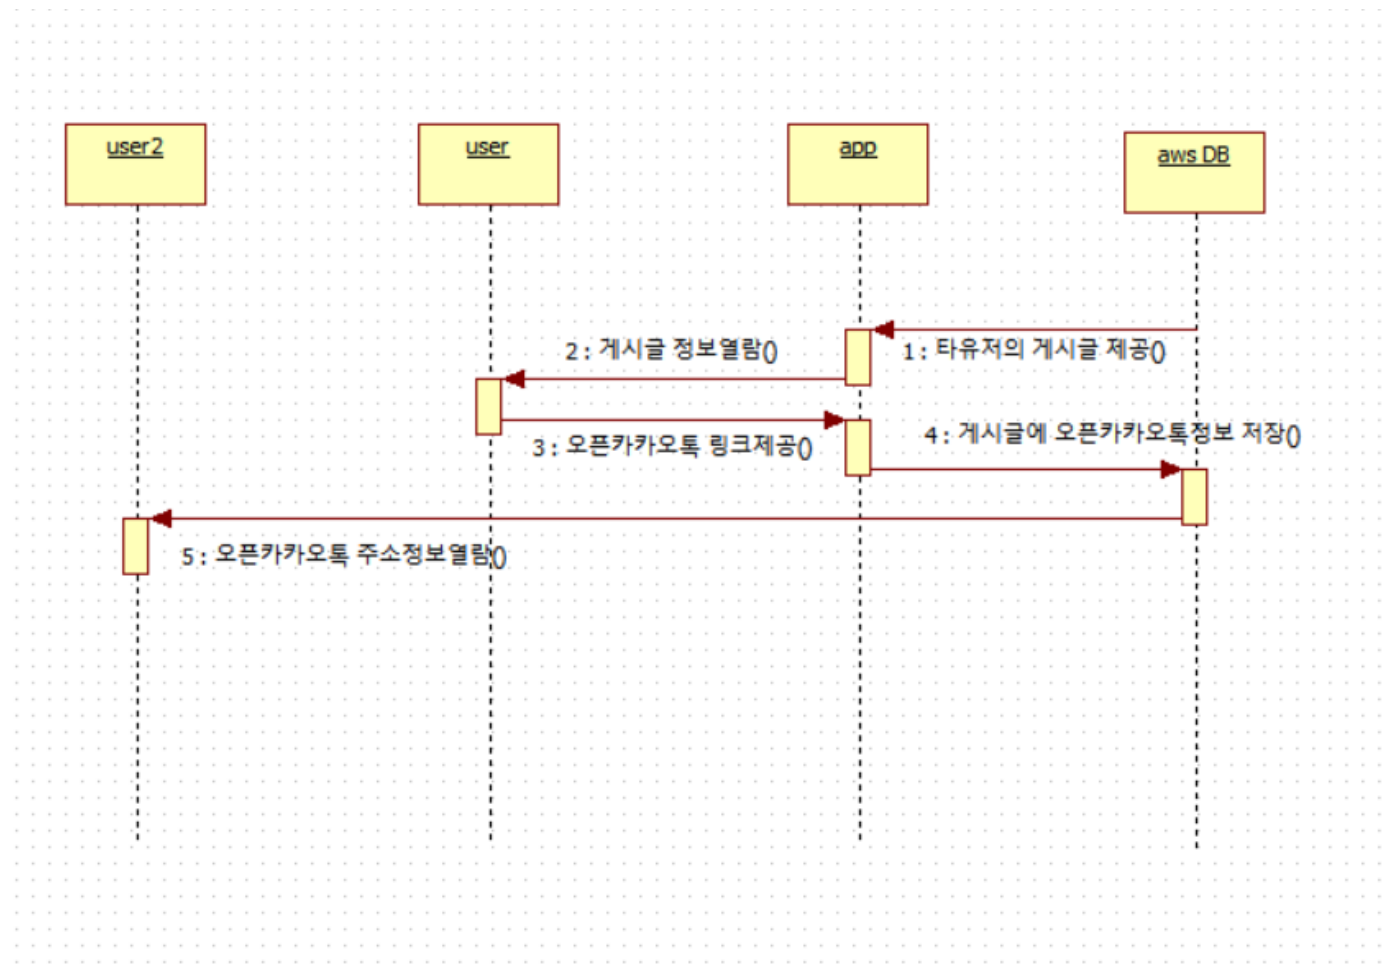 user2
user
app
aws DB
1 : 타유저의 게시글 제공()
2 : 게시글 정보열람()
3 : 오픈카카오톡 링크제공()
4 : 게시글에 오픈카카오톡정보 저장()
5 : 오픈카카오톡 주소정보열람()